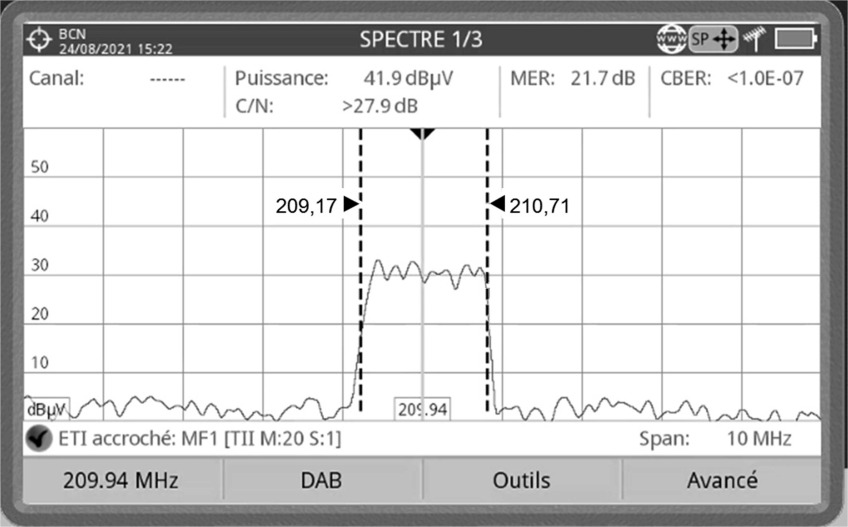 BCN
24/08/2021 15:22
SPECTRE 1/3
www SP
Canal: ------
Puissance: 41.9 dBµV
MER: 21.7 dB
CBER: <1.0E-07
C/N: >27.9 dB
50
209,17
210,71
40
30
20
10
dBµV
209.94
ETI accroché: MF1 [TII M:20 S:1]
Span: 10 MHz
209.94 MHz
DAB
Outils
Avancé